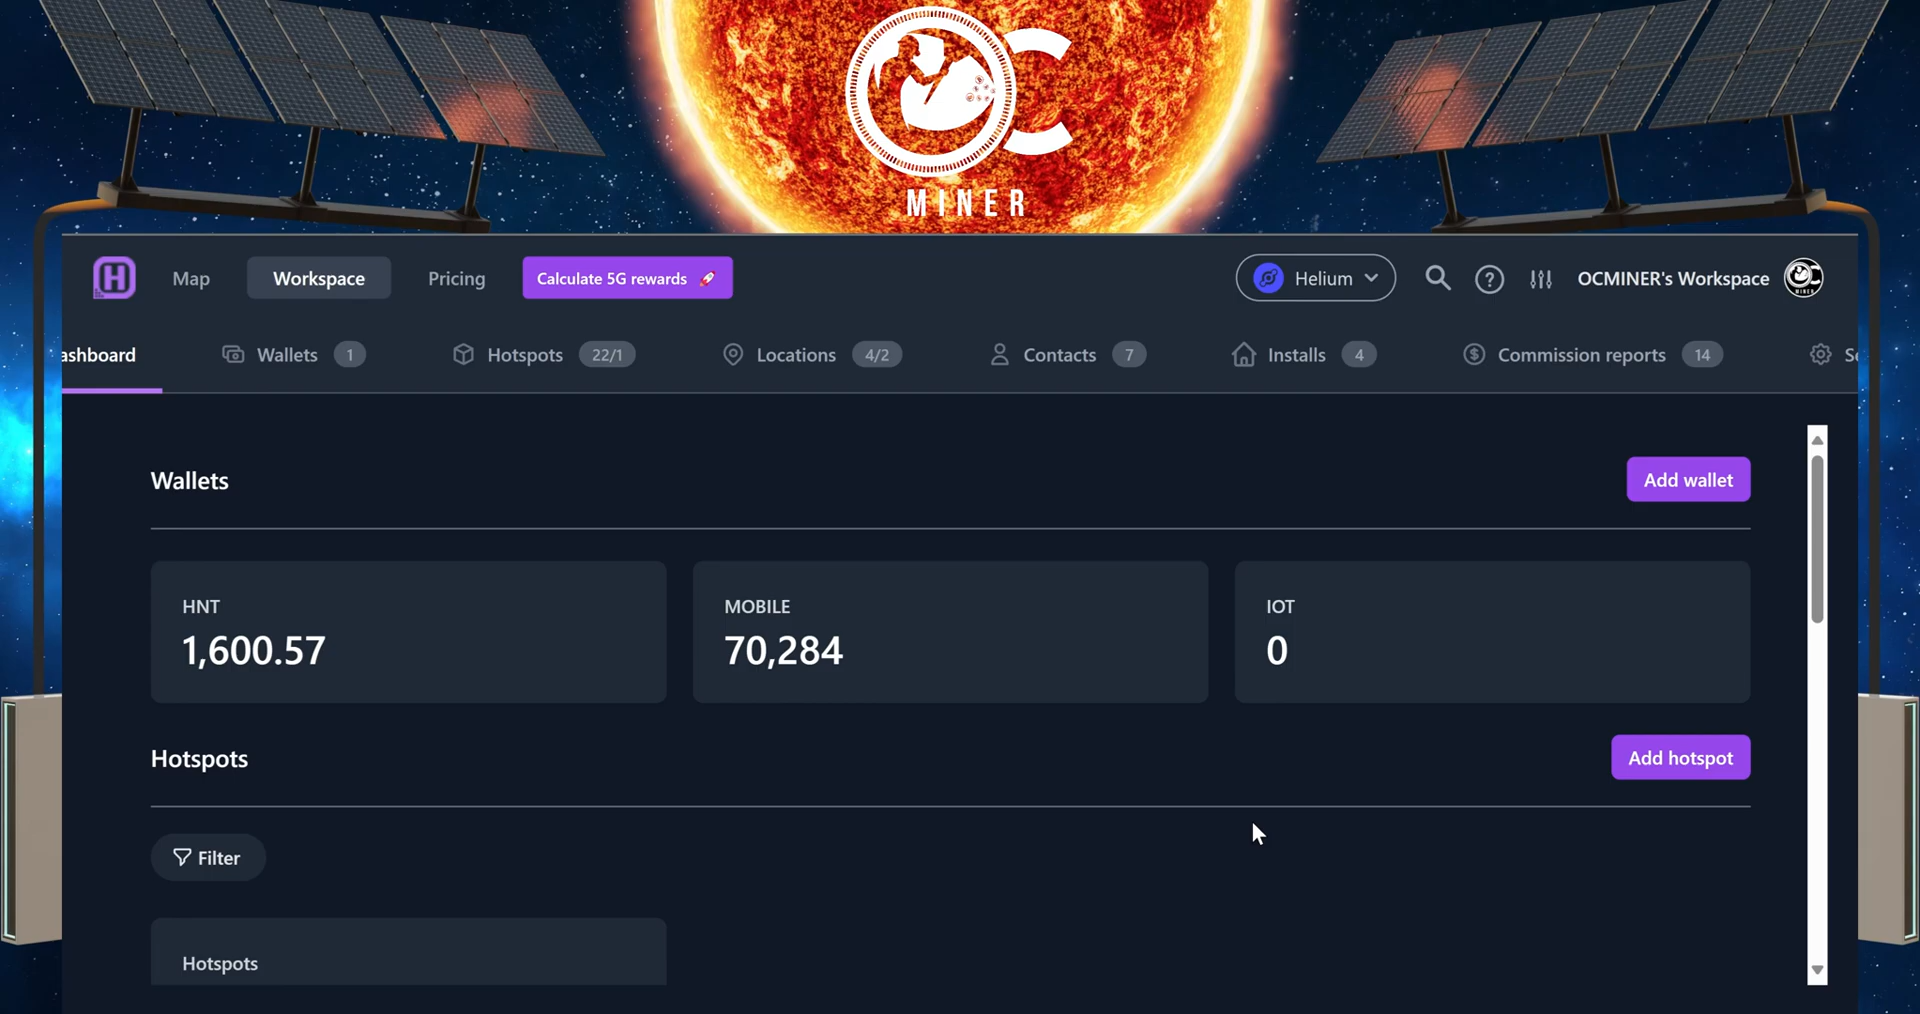 C
MINER
H
Map
Workspace
Pricing
Calculate 5G rewards
Helium
OCMINER's Workspace
ashboard
Wallets 1
Hotspots 22/1
Locations 4/2
Contacts 7
Installs 4
Commission reports 14
Se
Wallets
Add wallet
HNT
1,600.57
MOBILE
70,284
IOT
0
Hotspots
Add hotspot
Filter
Hotspots